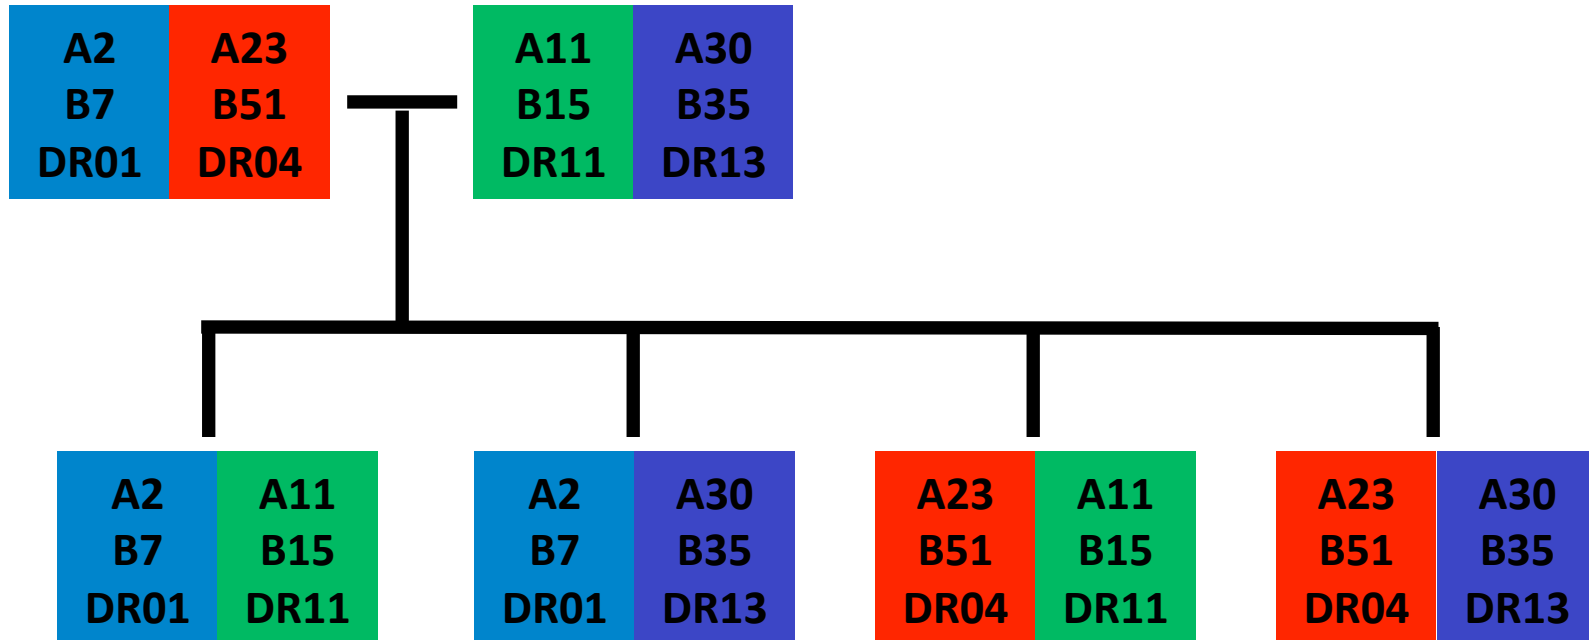 A2 A23 A11 A30
B7 B51 B15 B35
DR01 DR04 DR11 DR13
A2 A11 A2 A30 A23 A11 A23 A30
B7 B15 B7 B35 B51 B15 B51 B35
DR01 DR11 DR01 DR13 DR04 DR11 DR04 DR13